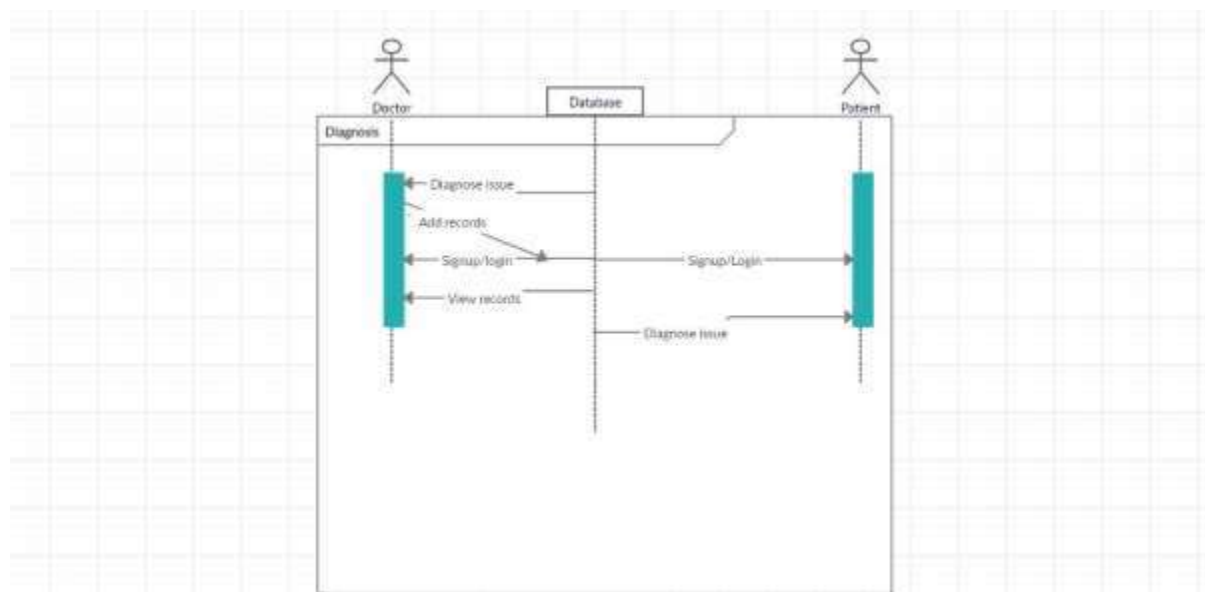 Doctor
Database
Patient
Diagnosis
Diagnose issue
Add records
Signup/login
Signup/Login
View records
Diagnose issue